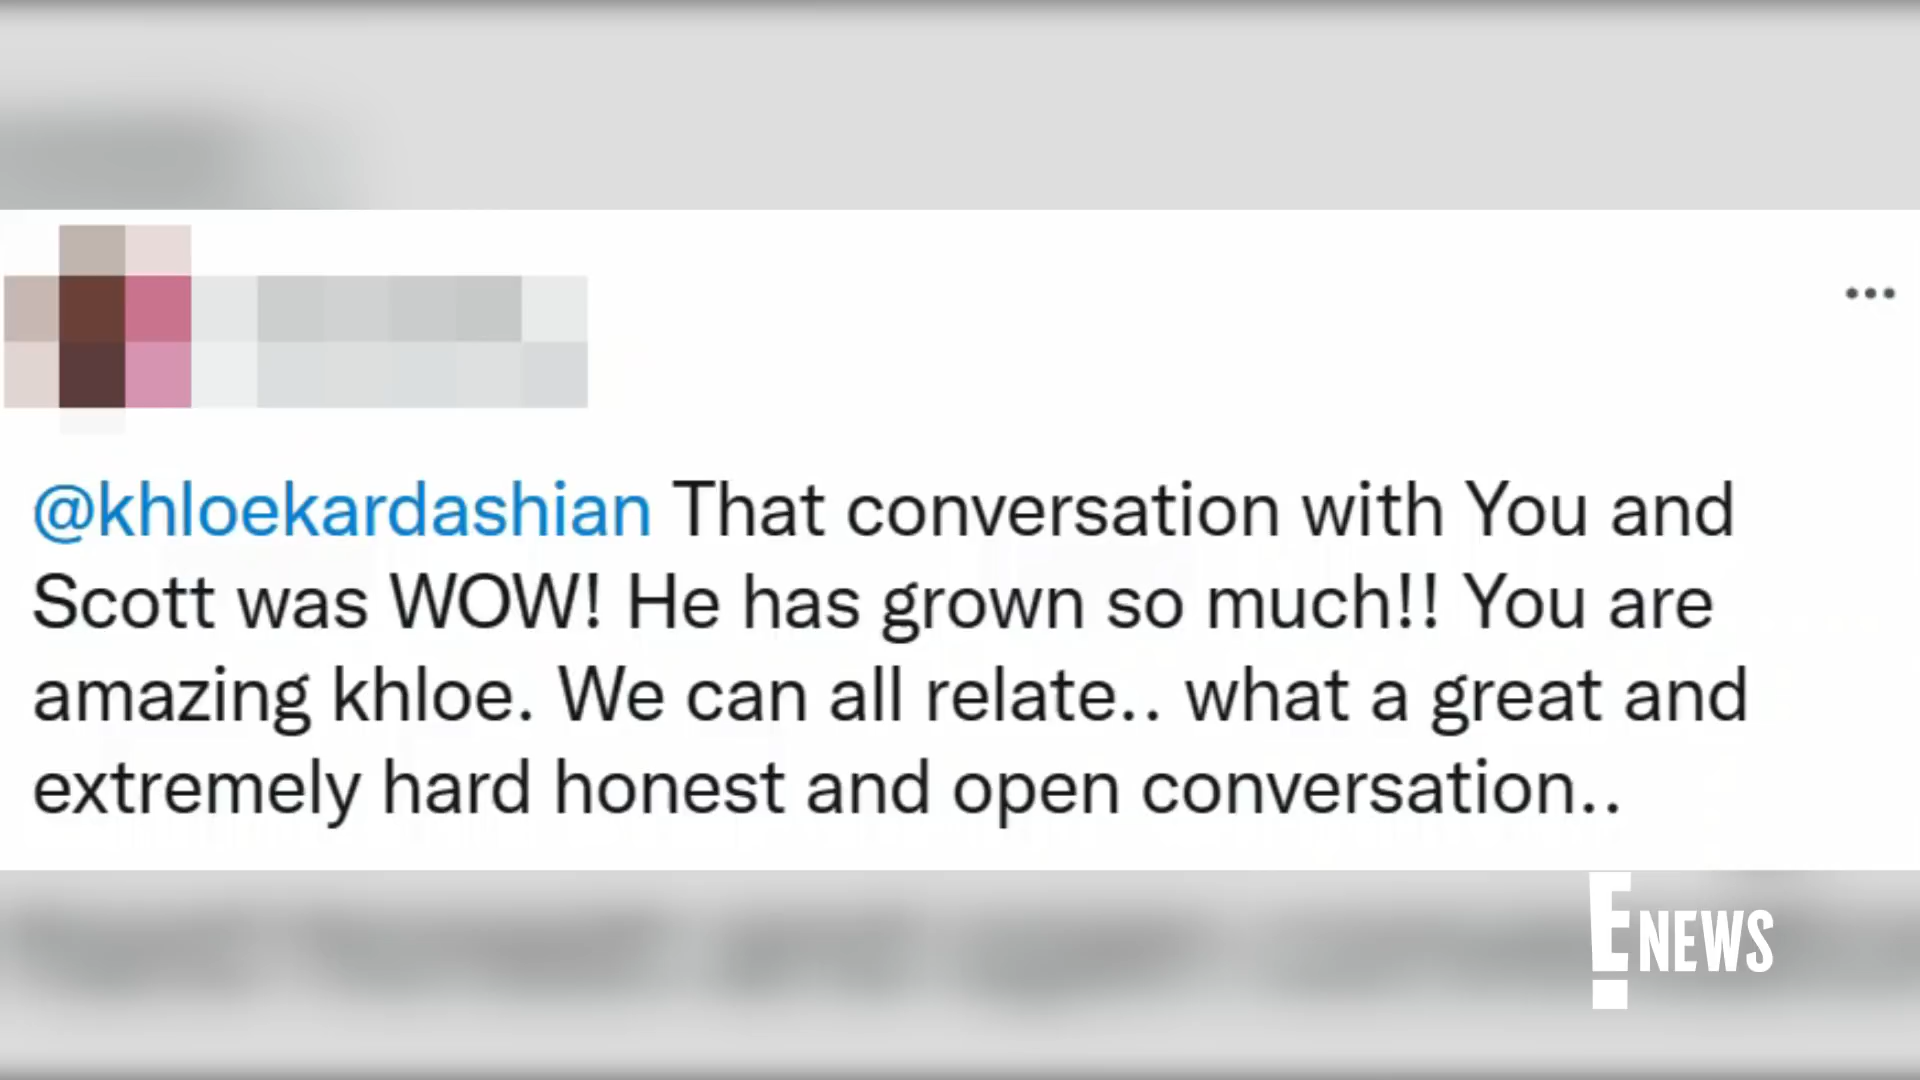 @khloekardashian That conversation with You and
Scott was WOW! He has grown so much!! You are
amazing khloe. We can all relate.. what a great and
extremely hard honest and open conversation..
E! NEWS